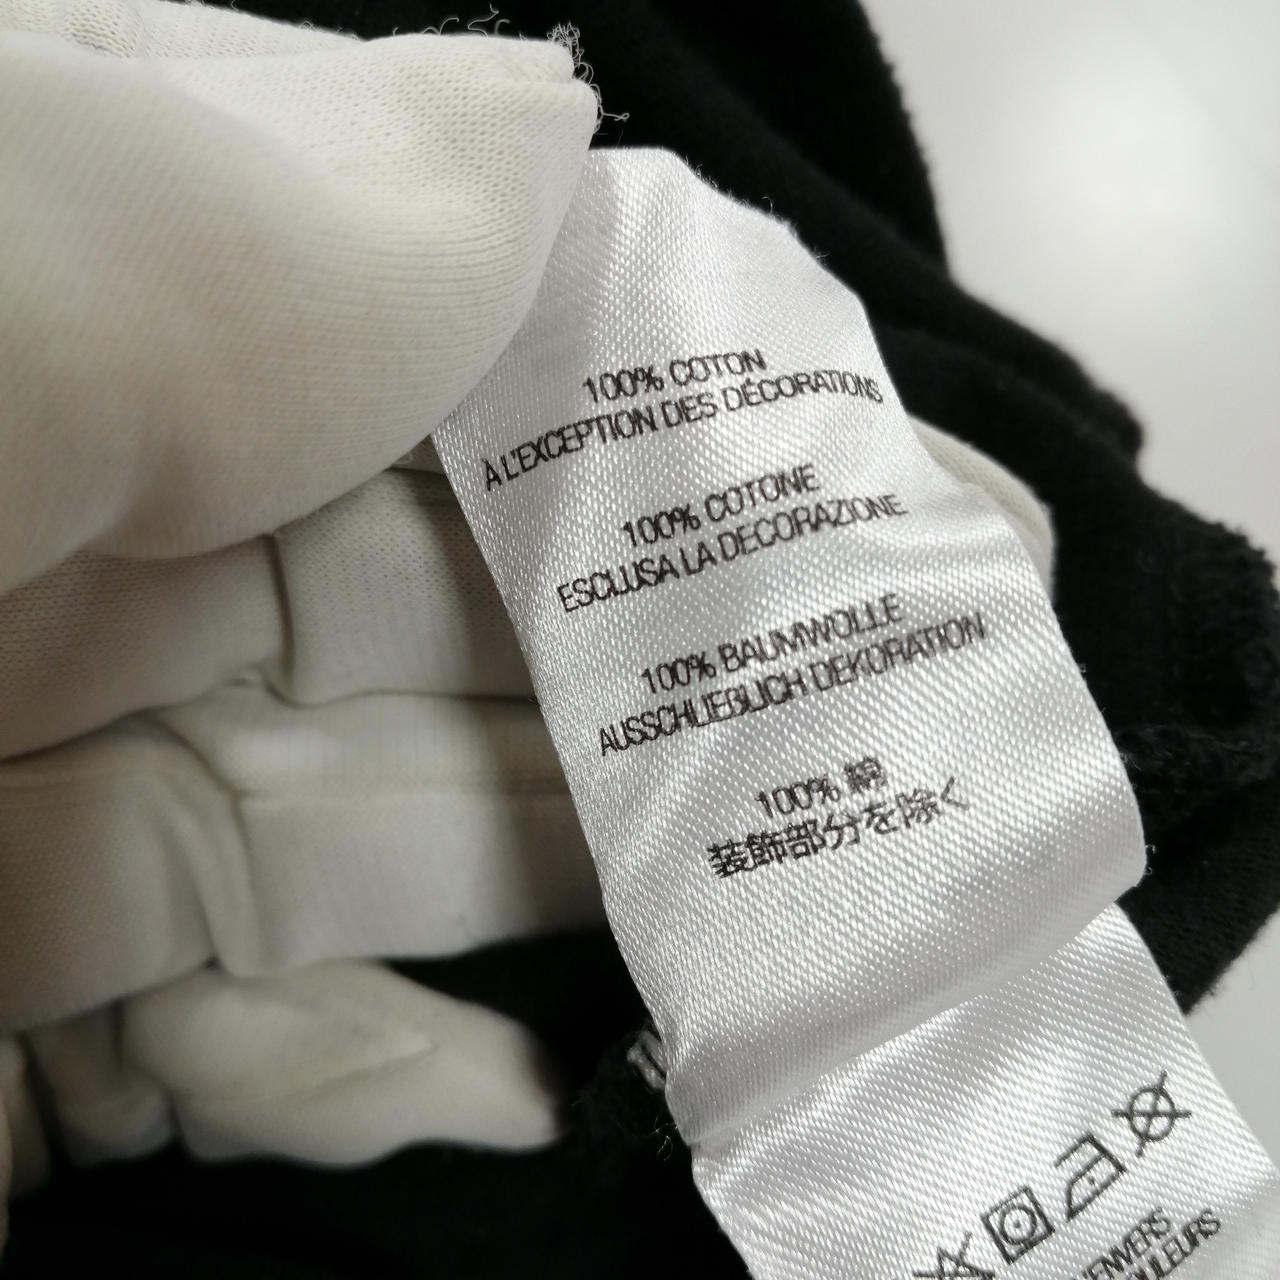 100% COTON
À L'EXCEPTION DES DÉCORATIONS
100% COTONE
ESCLUSA LA DECORAZIONE
100% BAUMWOLLE
AUSSCHLIEßLICH DEKORATION
100% 綿
装飾部分を除く